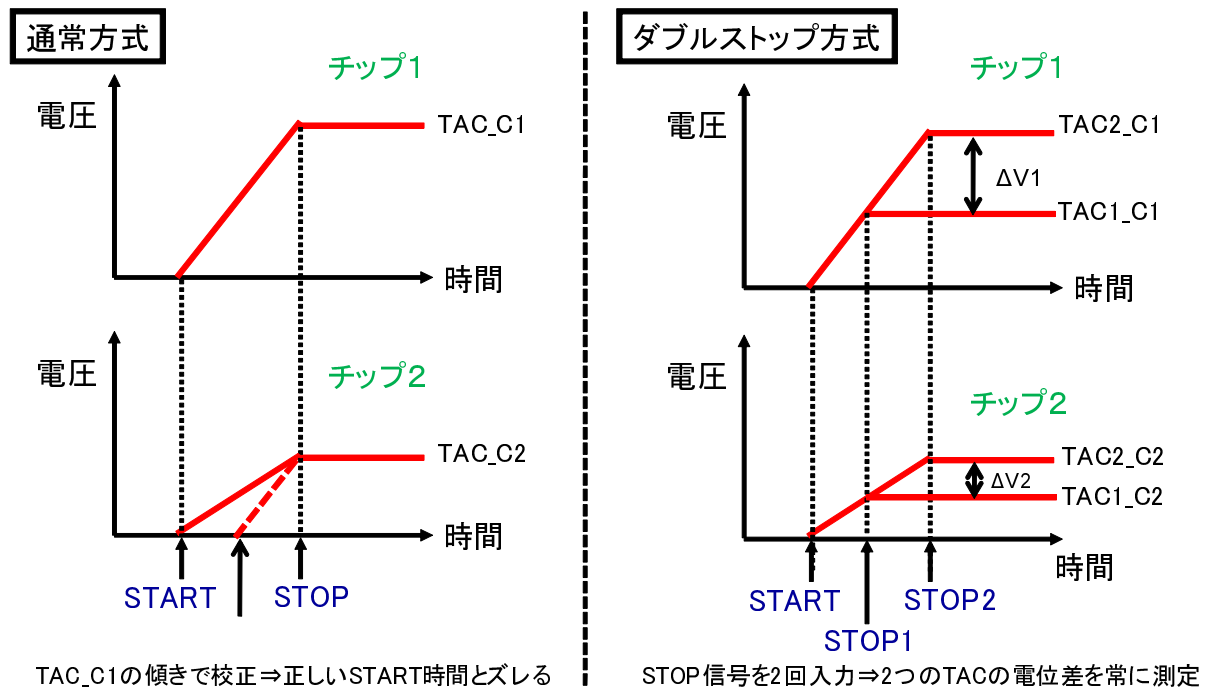 通常方式
チップ1
電圧
TAC_C1
時間
電圧
チップ2
TAC_C2
時間
START
STOP
TAC_C1の傾きで校正⇒正しいSTART時間とズレる
ダブルストップ方式
チップ1
電圧
TAC2_C1
ΔV1
TAC1_C1
時間
電圧
チップ2
TAC2_C2
ΔV2
TAC1_C2
時間
START
STOP2
STOP1
STOP信号を2回入力⇒2つのTACの電位差を常に測定